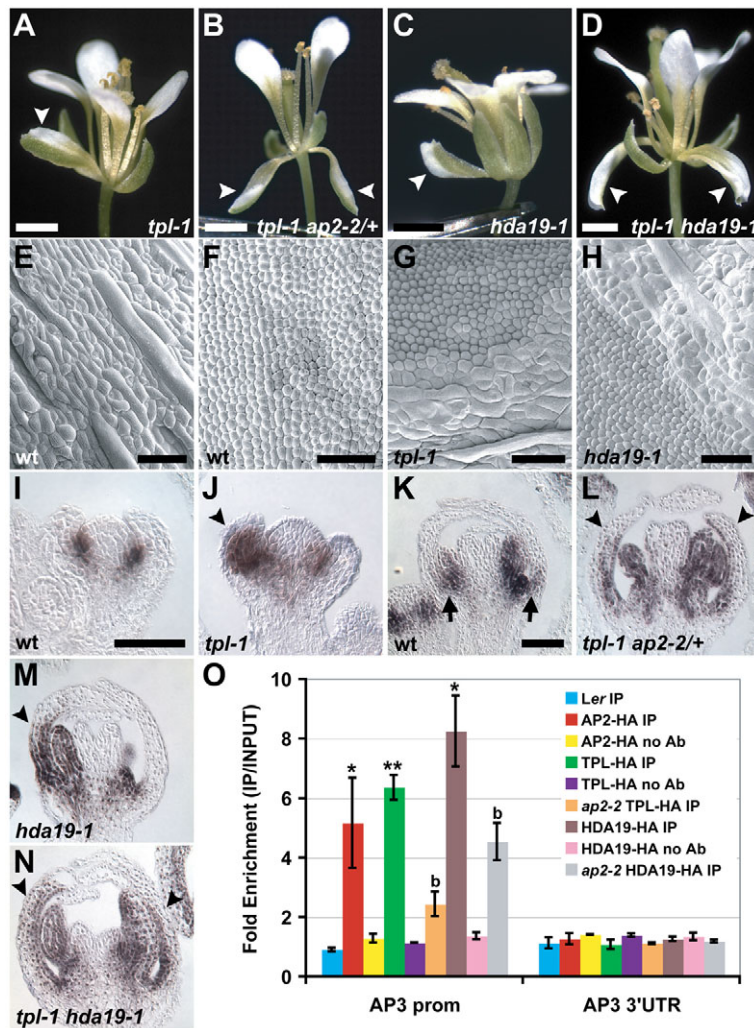 A
B
C
D
tpl-1
tpl-1 ap2-2/+
hda19-1
tpl-1 hda19-1
E
F
G
H
wt
wt
tpl-1
hda19-1
I
J
K
L
wt
tpl-1
wt
tpl-1 ap2-2/+
M
hda19-1
N
tpl-1 hda19-1
O
Fold Enrichment (IP/INPUT)
10
8
6
4
2
0
*
**
b
*
b
Ler IP
AP2-HA IP
AP2-HA no Ab
TPL-HA IP
TPL-HA no Ab
ap2-2 TPL-HA IP
HDA19-HA IP
HDA19-HA no Ab
ap2-2 HDA19-HA IP
AP3 prom
AP3 3'UTR